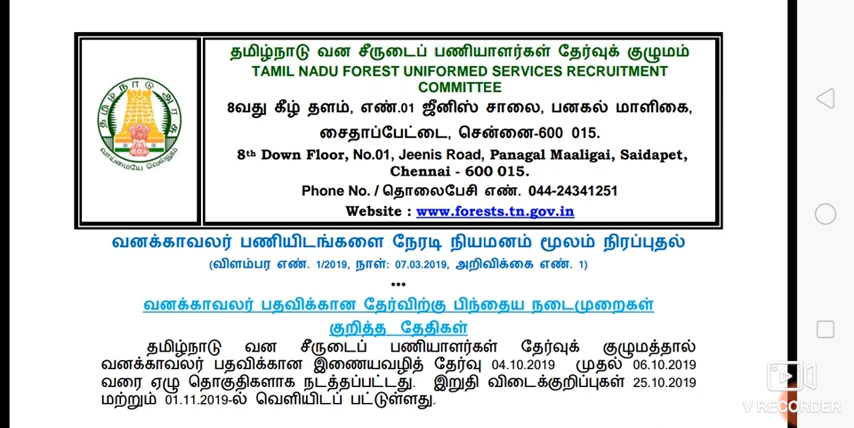 தமிழ்நாடு வன சீருடைப் பணியாளர்கள் தேர்வுக் குழுமம்
TAMIL NADU FOREST UNIFORMED SERVICES RECRUITMENT
COMMITTEE
8வது கீழ் தளம், எண்.01 ஜீனிஸ் சாலை, பனகல் மாளிகை,
சைதாப்பேட்டை, சென்னை-600 015.
8th Down Floor, No.01, Jeenis Road, Panagal Maaligai, Saidapet,
Chennai - 600 015.
Phone No. / தொலைபேசி எண். 044-24341251
Website : www.forests.tn.gov.in
தமிழ் நாடு அரசு
வாய்மையே வெல்லும்
வனக்காவலர் பணியிடங்களை நேரடி நியமனம் மூலம் நிரப்புதல்
(விளம்பர எண். 1/2019, நாள்: 07.03.2019, அறிவிக்கை எண். 1)
•••
வனக்காவலர் பதவிக்கான தேர்விற்கு பிந்தைய நடைமுறைகள்
குறித்த தேதிகள்
தமிழ்நாடு வன சீருடைப் பணியாளர்கள் தேர்வுக் குழுமத்தால்
வனக்காவலர் பதவிக்கான இணையவழித் தேர்வு 04.10.2019 முதல் 06.10.2019
வரை ஏழு தொகுதிகளாக நடத்தப்பட்டது. இறுதி விடைக்குறிப்புகள் 25.10.2019
மற்றும் 01.11.2019-ல் வெளியிடப் பட்டுள்ளது.
V RECORDER